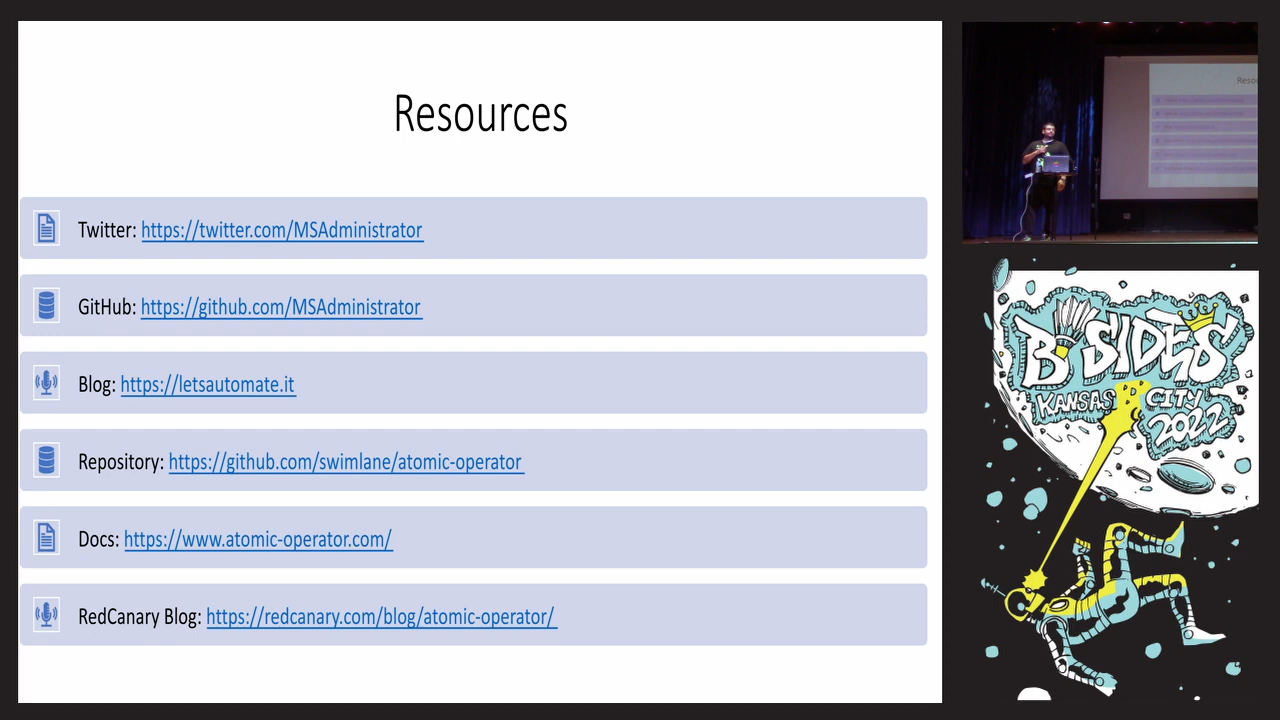 Resources
Twitter: https://twitter.com/MSAdministrator
GitHub: https://github.com/MSAdministrator
Blog: https://letsautomate.it
Repository: https://github.com/swimlane/atomic-operator
Docs: https://www.atomic-operator.com/
RedCanary Blog: https://redcanary.com/blog/atomic-operator/
BSIDES
KANSAS CITY
2022